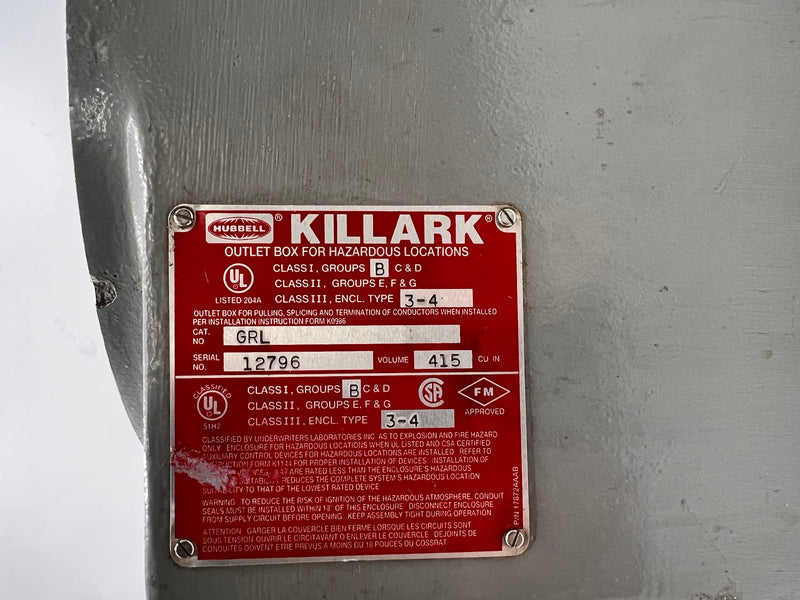 HUBBELL ® KILLARK ®
OUTLET BOX FOR HAZARDOUS LOCATIONS
UL LISTED 204A
CLASS I, GROUPS B C & D
CLASS II, GROUPS E, F & G
CLASS III, ENCL. TYPE 3-4
OUTLET BOX FOR PULLING, SPLICING AND TERMINATION OF CONDUCTORS WHEN INSTALLED
PER INSTALLATION INSTRUCTION FORM K0986
CAT. NO GRL
SERIAL NO. 12796 VOLUME 415 CU IN
CLASSIFIED UL 51H2
CLASS I, GROUPS B C & D
CLASS II, GROUPS E, F & G
CLASS III, ENCL. TYPE 3-4
SA
FM APPROVED
CLASSIFIED BY UNDERWRITERS LABORATORIES INC. AS TO EXPLOSION AND FIRE HAZARD
ONLY. ENCLOSURE FOR HAZARDOUS LOCATIONS WHEN UL LISTED AND CSA CERTIFIED
AUXILIARY CONTROL DEVICES FOR HAZARDOUS LOCATIONS ARE INSTALLED. REFER TO
FORM FOR PROPER INSTALLATION OF DEVICES. INSTALLATION OF
ARE RATED LESS THAN THE ENCLOSURE'S HAZARDOUS
REDUCES THE COMPLETE SYSTEM'S HAZARDOUS LOCATION
SUITABILITY TO THAT OF THE LOWEST RATED DEVICE
WARNING: TO REDUCE THE RISK OF IGNITION OF THE HAZARDOUS ATMOSPHERE, CONDUIT
SEALS MUST BE INSTALLED WITHIN 18" OF THIS ENCLOSURE. DISCONNECT ENCLOSURE
FROM SUPPLY CIRCUIT BEFORE OPENING. KEEP ASSEMBLY TIGHT DURING OPERATION
ATTENTION: GARGER LA COUVERCLE BIEN FERME LORSQUE LES CIRCUITS SONT
SOUS TENSION-OUVRIR LE CIRCITAVANT D'ENLEVER LE COUVERCLE. DEJOINTS DE
CONDUITES DOIVENT ETRE PREVUS A MOINS DU 18 POUCES DU COSSRAT
P/N 17878AAAB